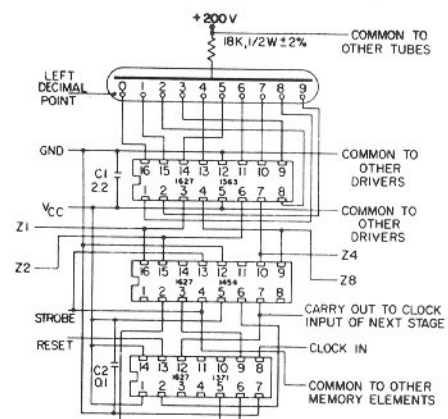 +200V
18K,1/2W±2%
COMMON TO
OTHER TUBES
LEFT
DECIMAL
POINT
0 1 2 3 4 5 6 7 8 9
GND
C1
2.2
16 15 14 13 12 11 10 9
1627 1563
1 2 3 4 5 6 7 8
COMMON TO
OTHER
DRIVERS
VCC
COMMON TO
OTHER
DRIVERS
Z1
Z2
Z4
Z8
16 15 14 13 12 11 10 9
1627 1454
1 2 3 4 5 6 7 8
STROBE
CARRY OUT TO CLOCK
INPUT OF NEXT STAGE
RESET
CLOCK IN
C2
0.1
14 13 12 11 10 9 8
1627 1371
1 2 3 4 5 6 7
COMMON TO OTHER
MEMORY ELEMENTS